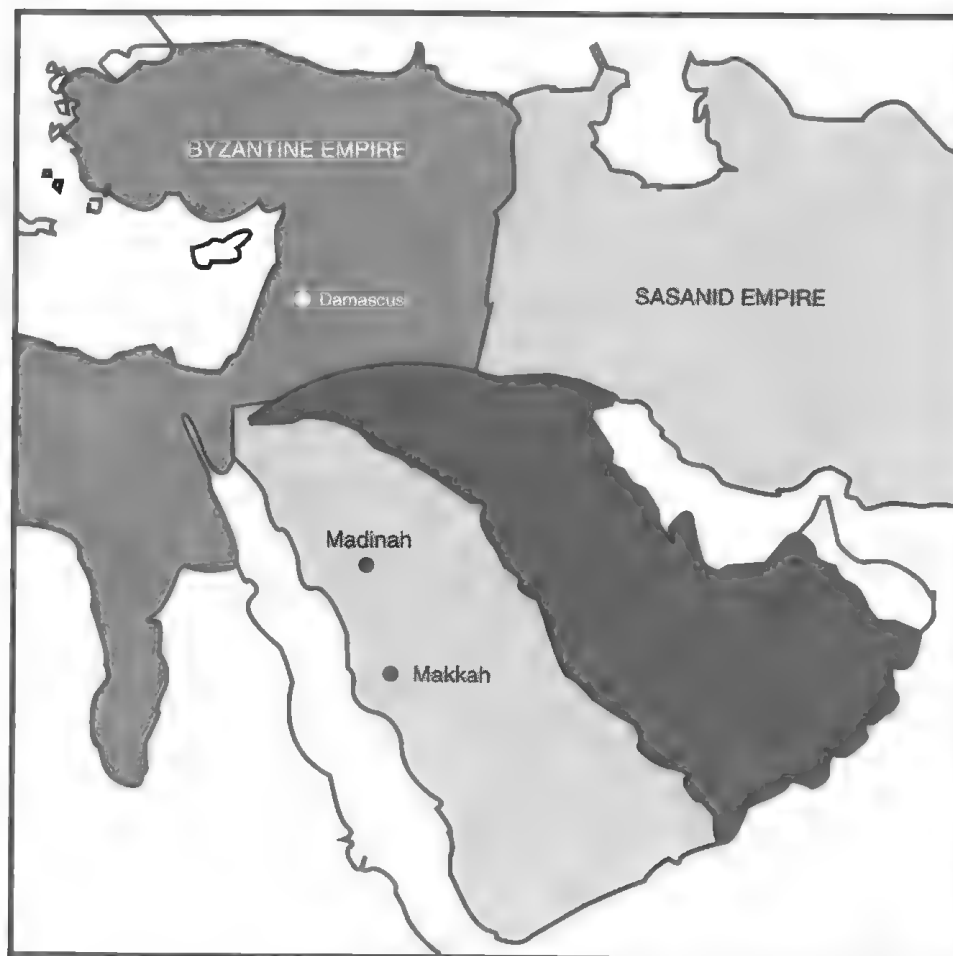 BYZANTINE EMPIRE
Damascus
SASANID EMPIRE
Madinah
Makkah